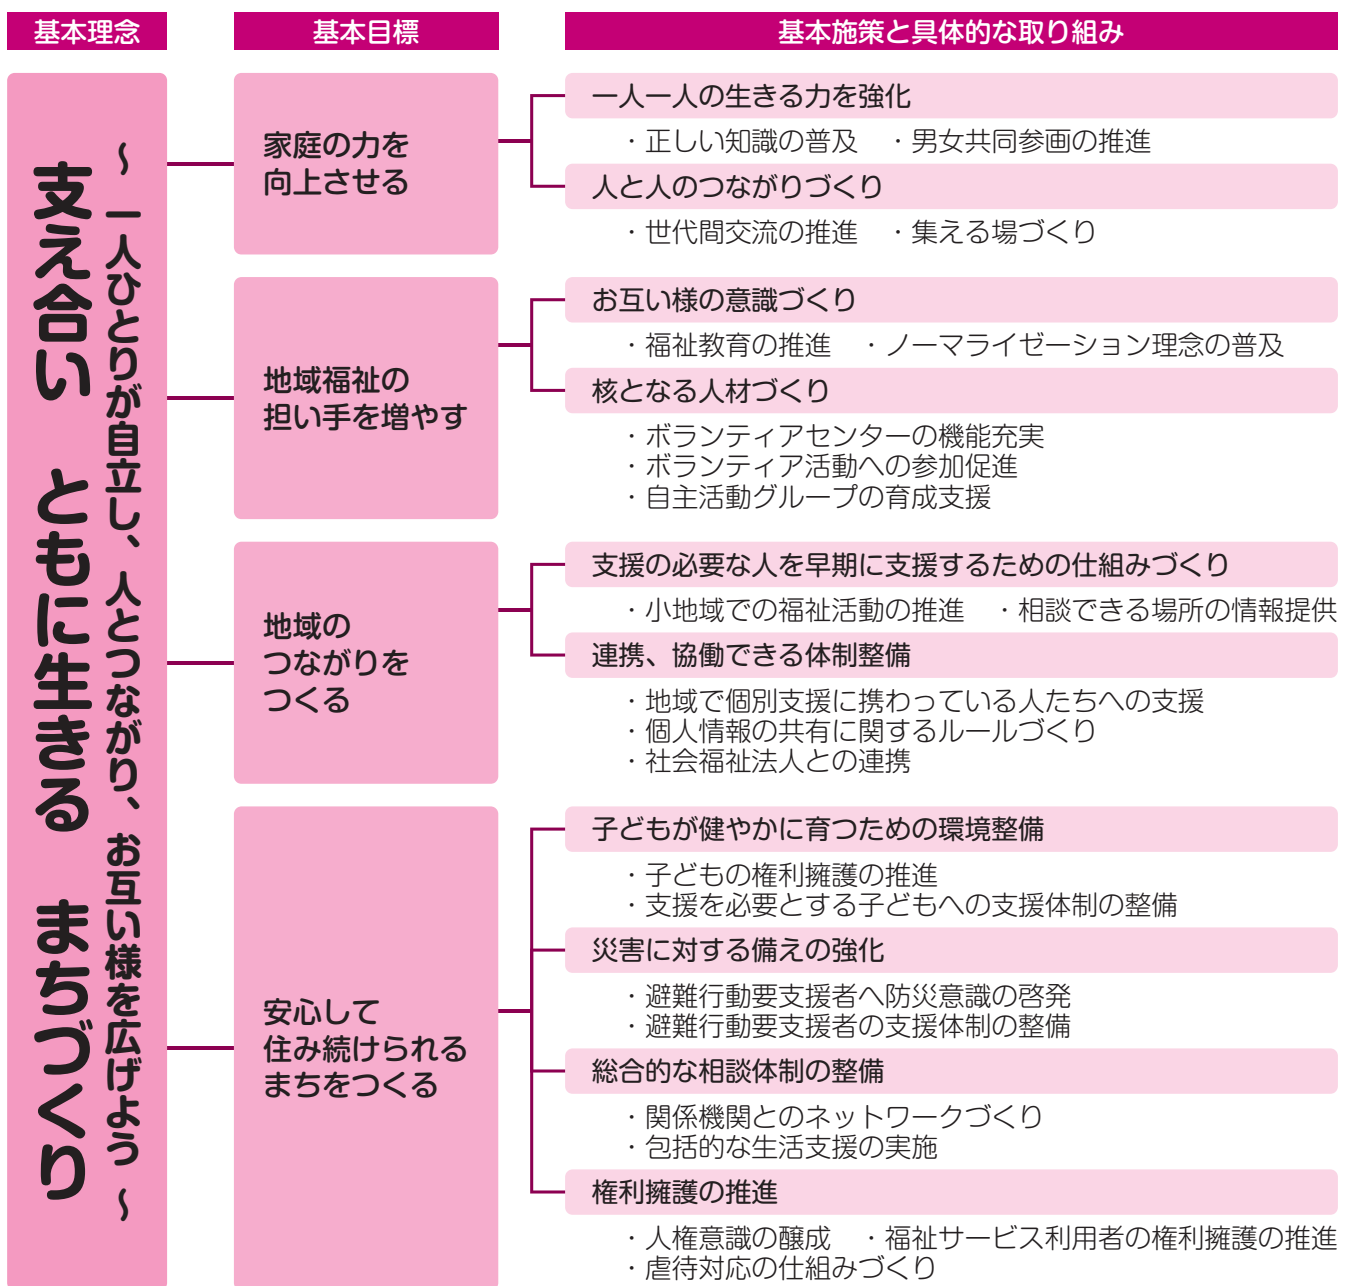 基本理念
基本目標
基本施策と具体的な取り組み
支え合い ともに生きる まちづくり
～ 一人ひとりが自立し、人とつながり、お互い様を広げよう ～
家庭の力を
向上させる
一人一人の生きる力を強化
・正しい知識の普及 ・男女共同参画の推進
人と人のつながりづくり
・世代間交流の推進 ・集える場づくり
地域福祉の
担い手を増やす
お互い様の意識づくり
・福祉教育の推進 ・ノーマライゼーション理念の普及
核となる人材づくり
・ボランティアセンターの機能充実
・ボランティア活動への参加促進
・自主活動グループの育成支援
地域の
つながりを
つくる
支援の必要な人を早期に支援するための仕組みづくり
・小地域での福祉活動の推進 ・相談できる場所の情報提供
連携、協働できる体制整備
・地域で個別支援に携わっている人たちへの支援
・個人情報の共有に関するルールづくり
・社会福祉法人との連携
安心して
住み続けられる
まちをつくる
子どもが健やかに育つための環境整備
・子どもの権利擁護の推進
・支援を必要とする子どもへの支援体制の整備
災害に対する備えの強化
・避難行動要支援者へ防災意識の啓発
・避難行動要支援者の支援体制の整備
総合的な相談体制の整備
・関係機関とのネットワークづくり
・包括的な生活支援の実施
権利擁護の推進
・人権意識の醸成 ・福祉サービス利用者の権利擁護の推進
・虐待対応の仕組みづくり